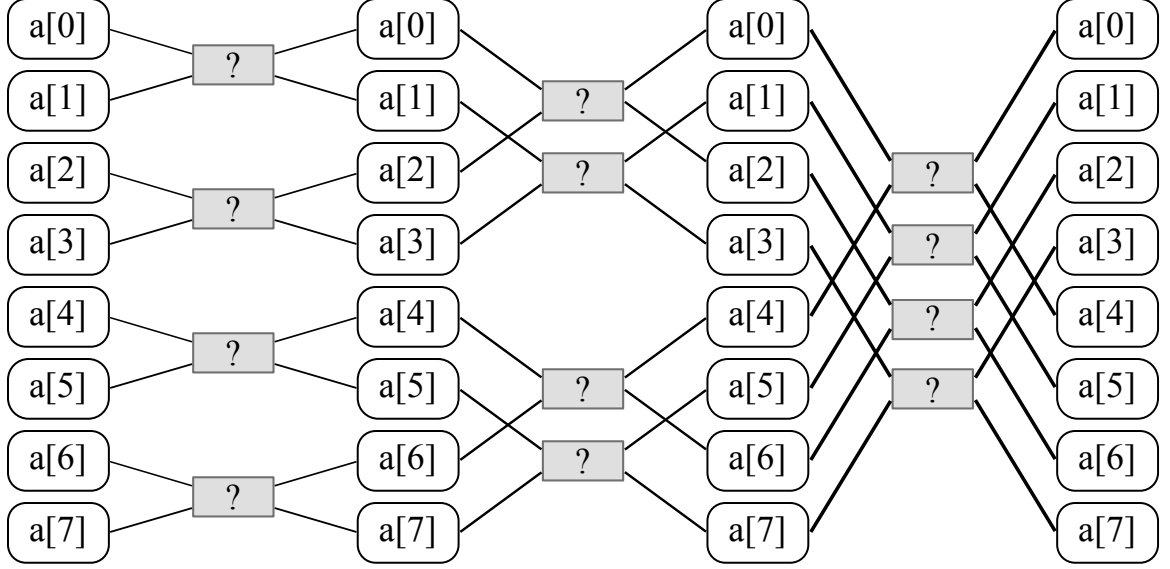 a[0] a[0] a[0] a[0]
?
?
a[1] a[1] a[1] a[1]
a[2] a[2] ? a[2] ? a[2]
?
a[3] a[3] a[3] ? a[3]
a[4] a[4] a[4] ? a[4]
?
a[5] a[5] ? a[5] ? a[5]
a[6] a[6] ? a[6] a[6]
?
a[7] a[7] a[7] a[7]